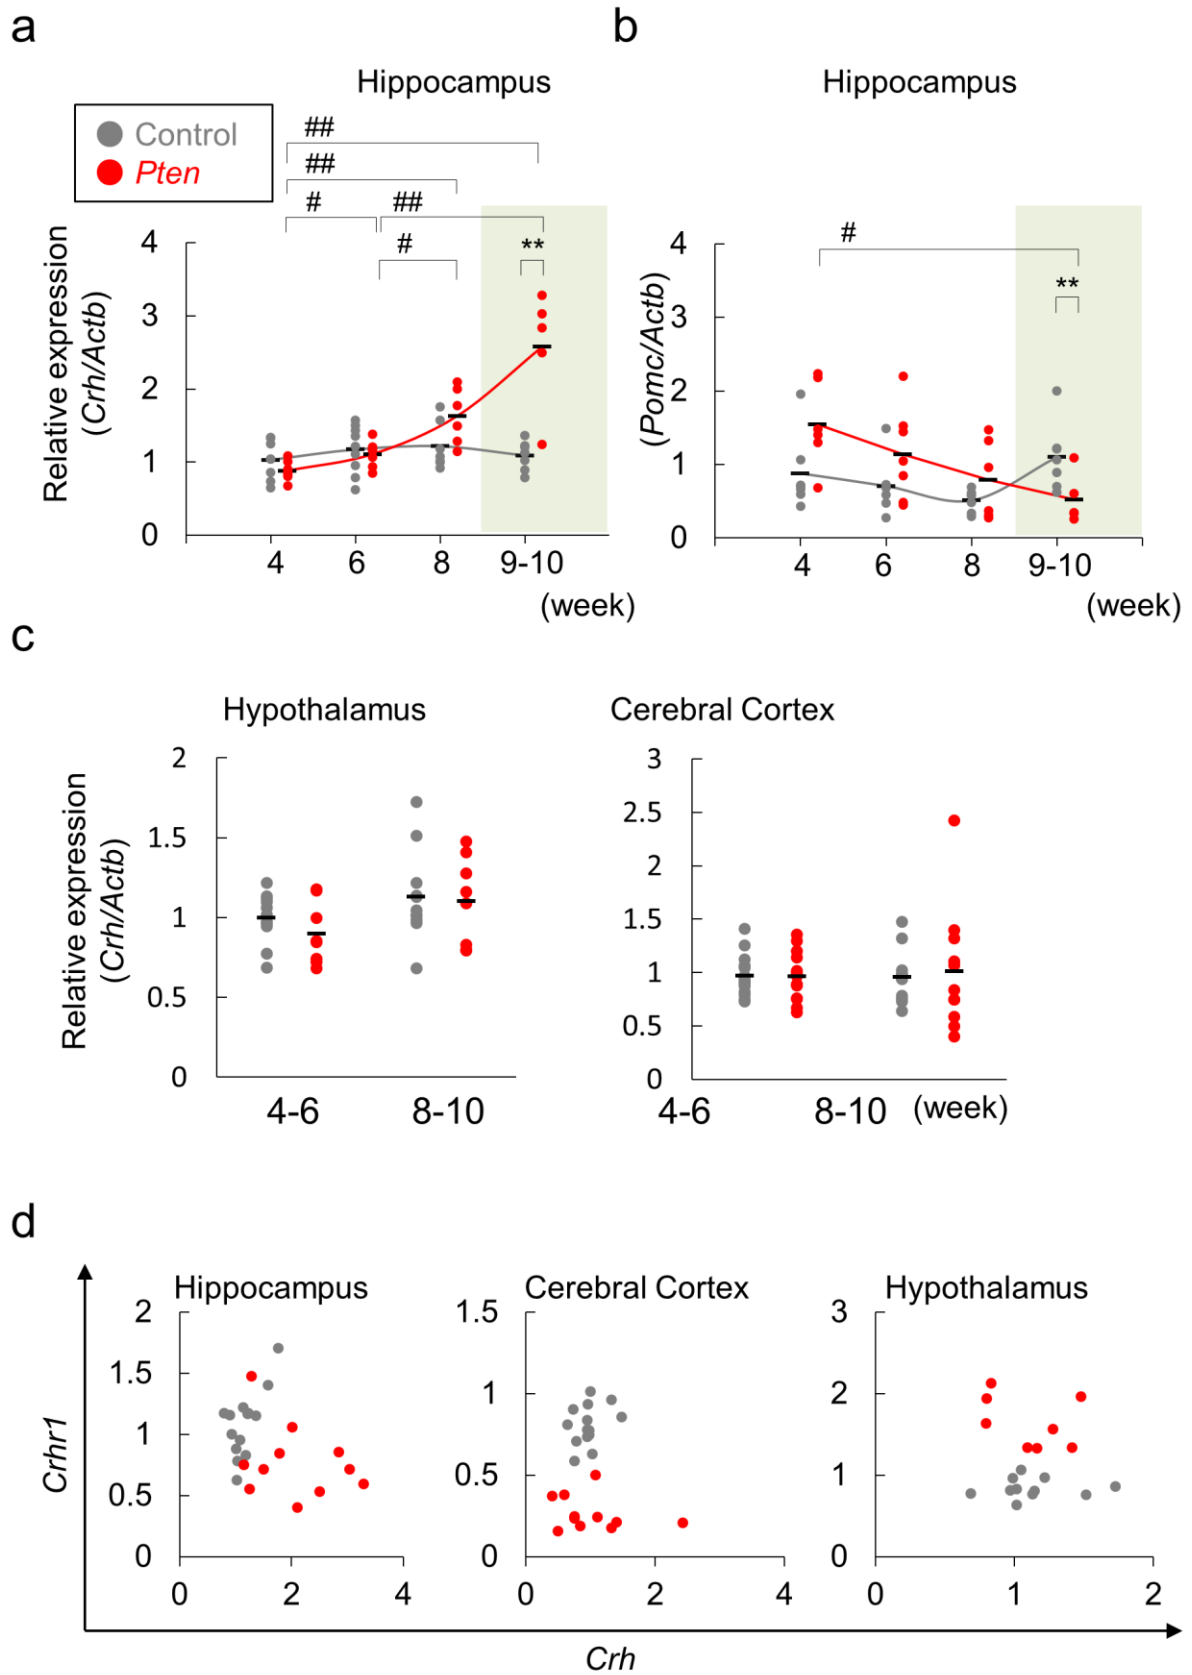 a
b
Hippocampus
Hippocampus
Control
Pten
##
##
#
##
#
**
#
**
Relative expression
(Crh/Actb)
4
3
2
1
0
4
6
8
9-10
(week)
(Pomc/Actb)
4
3
2
1
0
4
6
8
9-10
(week)
c
Hypothalamus
Cerebral Cortex
Relative expression
(Crh/Actb)
2
1.5
1
0.5
0
4-6
8-10
3
2.5
2
1.5
1
0.5
0
4-6
8-10
(week)
d
Hippocampus
Cerebral Cortex
Hypothalamus
Crhr1
2
1.5
1
0.5
0
0
2
4
1.5
1
0.5
0
0
2
4
3
2
1
0
0
1
2
Crh